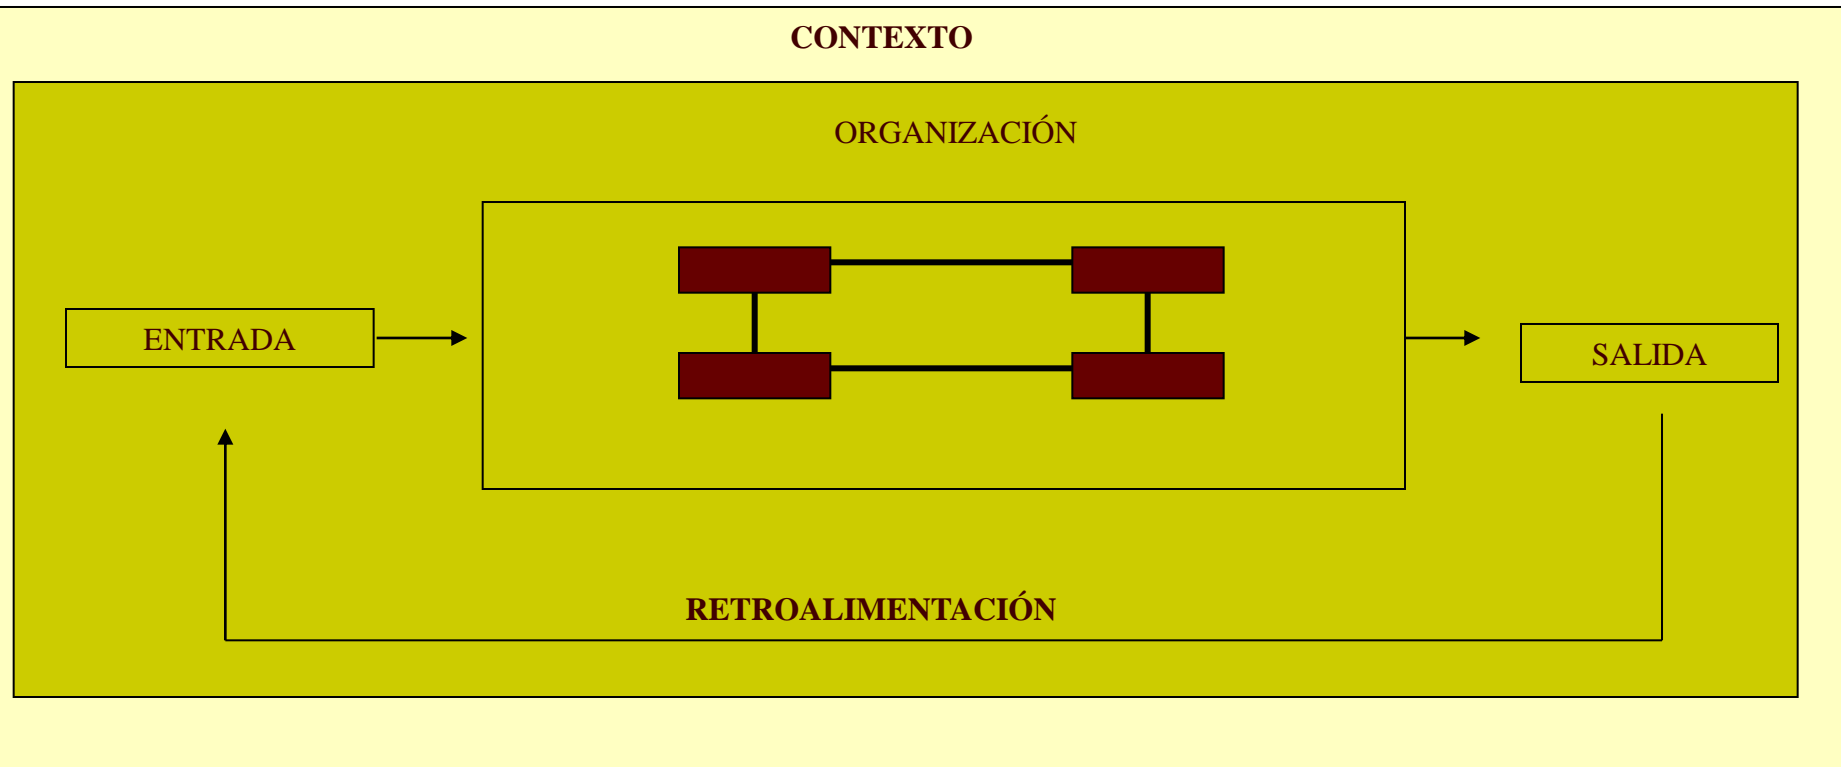 CONTEXTO
ORGANIZACIÓN
ENTRADA
SALIDA
RETROALIMENTACIÓN